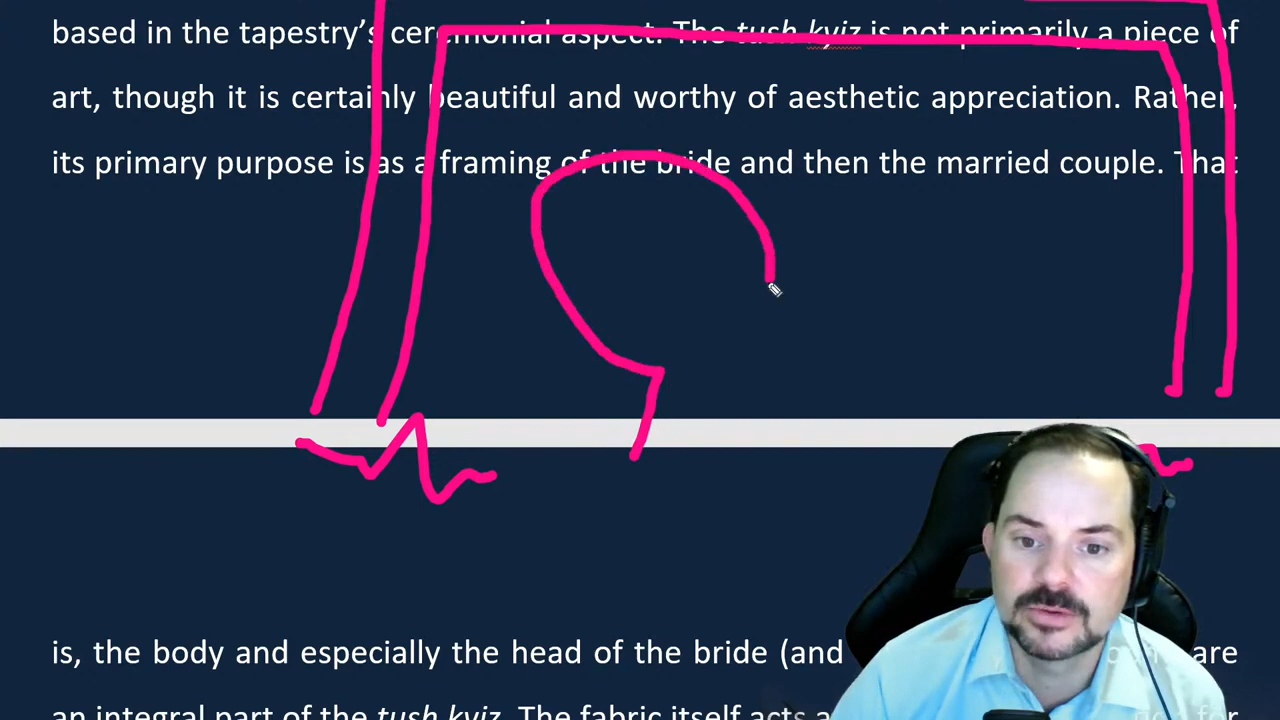 based in the tapestry’s ceremonial aspect. The tush kyiz is not primarily a piece of
art, though it is certainly beautiful and worthy of aesthetic appreciation. Rather,
its primary purpose is as a framing of the bride and then the married couple. That
is, the body and especially the head of the bride (and are
an integral part of the tush kyiz. The fabric itself acts a for